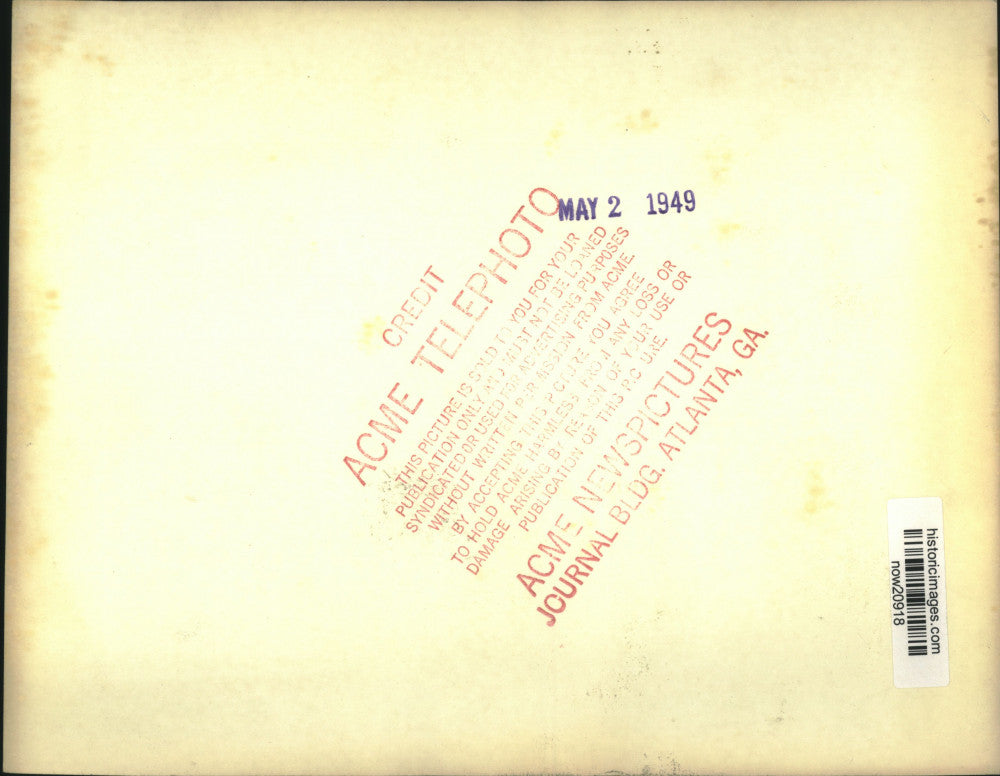 MAY 2 1949
CREDIT
ACME TELEPHOTO
THIS PICTURE IS SOLD TO YOU FOR YOUR
PUBLICATION ONLY AND MUST NOT BE LOANED
SYNDICATED OR USED FOR ADVERTISING PURPOSES
WITHOUT WRITTEN PERMISSION FROM ACME.
BY ACCEPTING THIS PICTURE YOU AGREE
TO HOLD ACME HARMLESS FROM ANY LOSS OR
DAMAGE ARISING BY REASON OF YOUR USE OR
PUBLICATION OF THIS PICTURE.
ACME NEWSPICTURES
JOURNAL BLDG. ATLANTA, GA.
historicimages.com
now20918